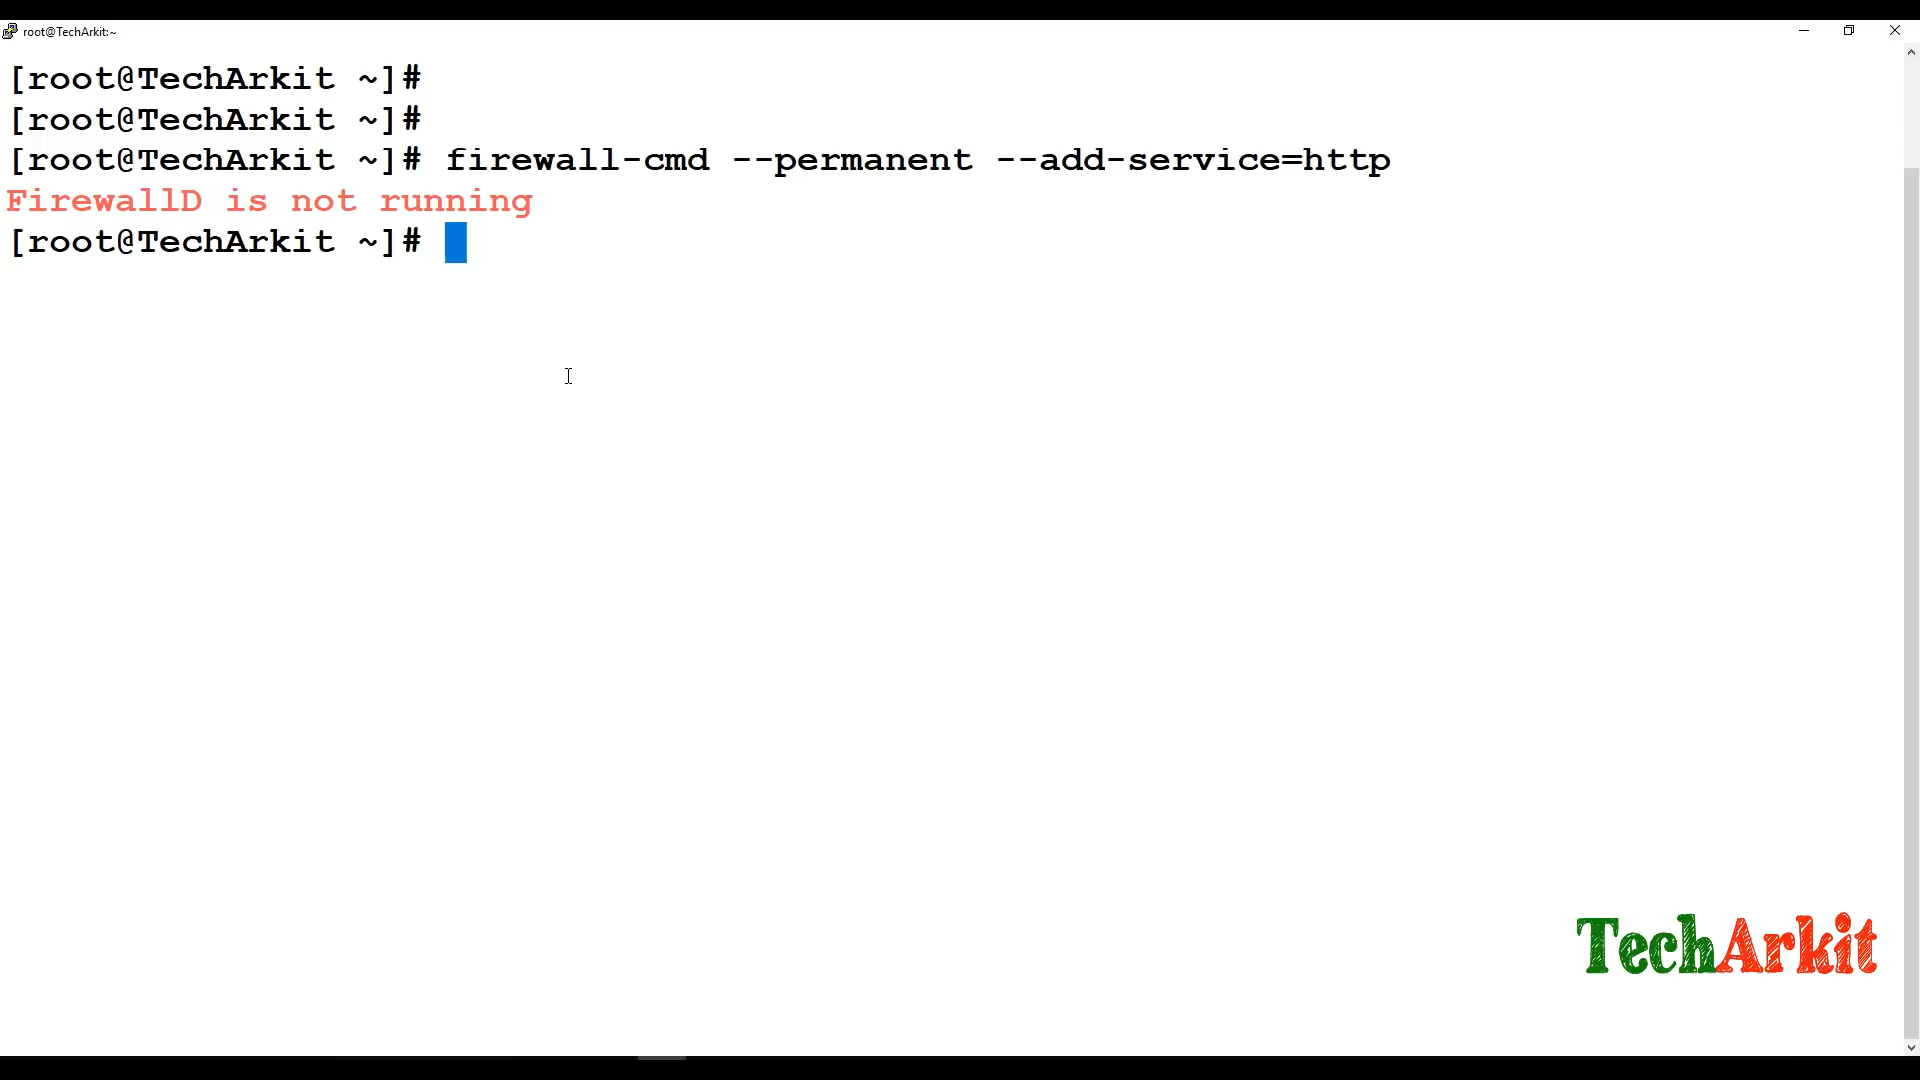 root@TechArkit:~
[root@TechArkit ~]#
[root@TechArkit ~]#
[root@TechArkit ~]# firewall-cmd --permanent --add-service=http
FirewallD is not running
[root@TechArkit ~]#
TechArkit